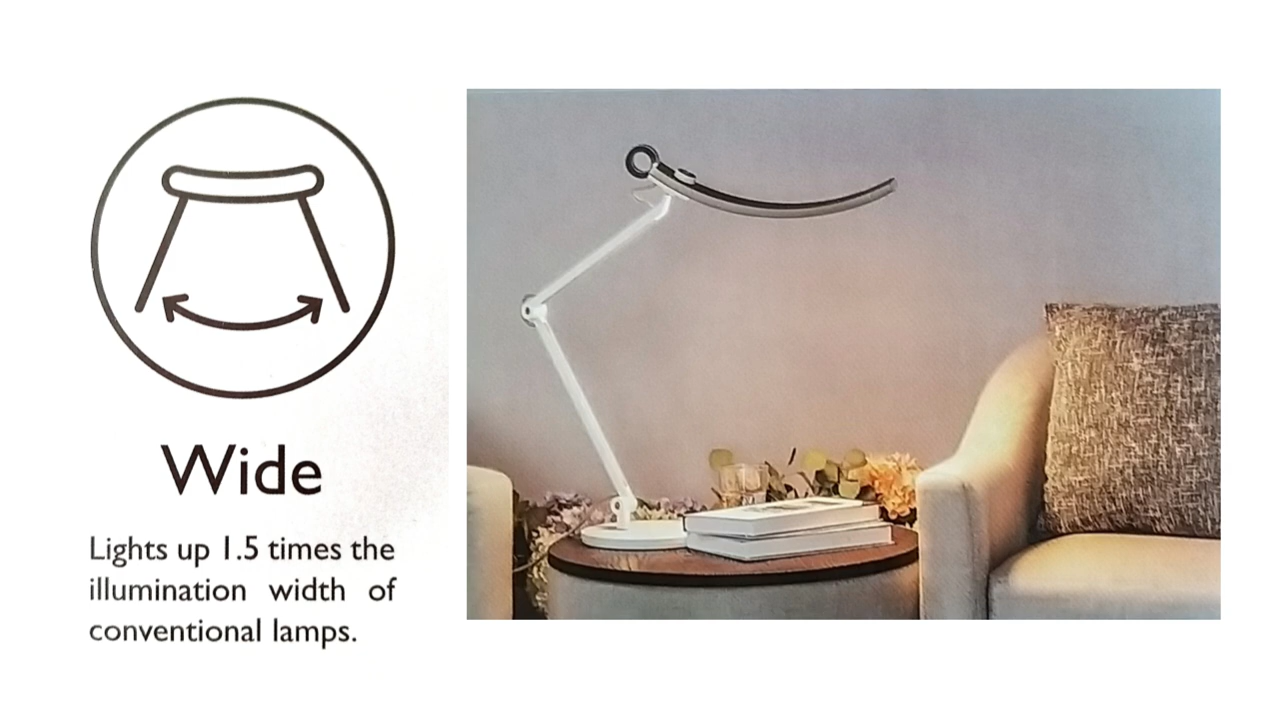 Wide
Lights up 1.5 times the
illumination width of
conventional lamps.